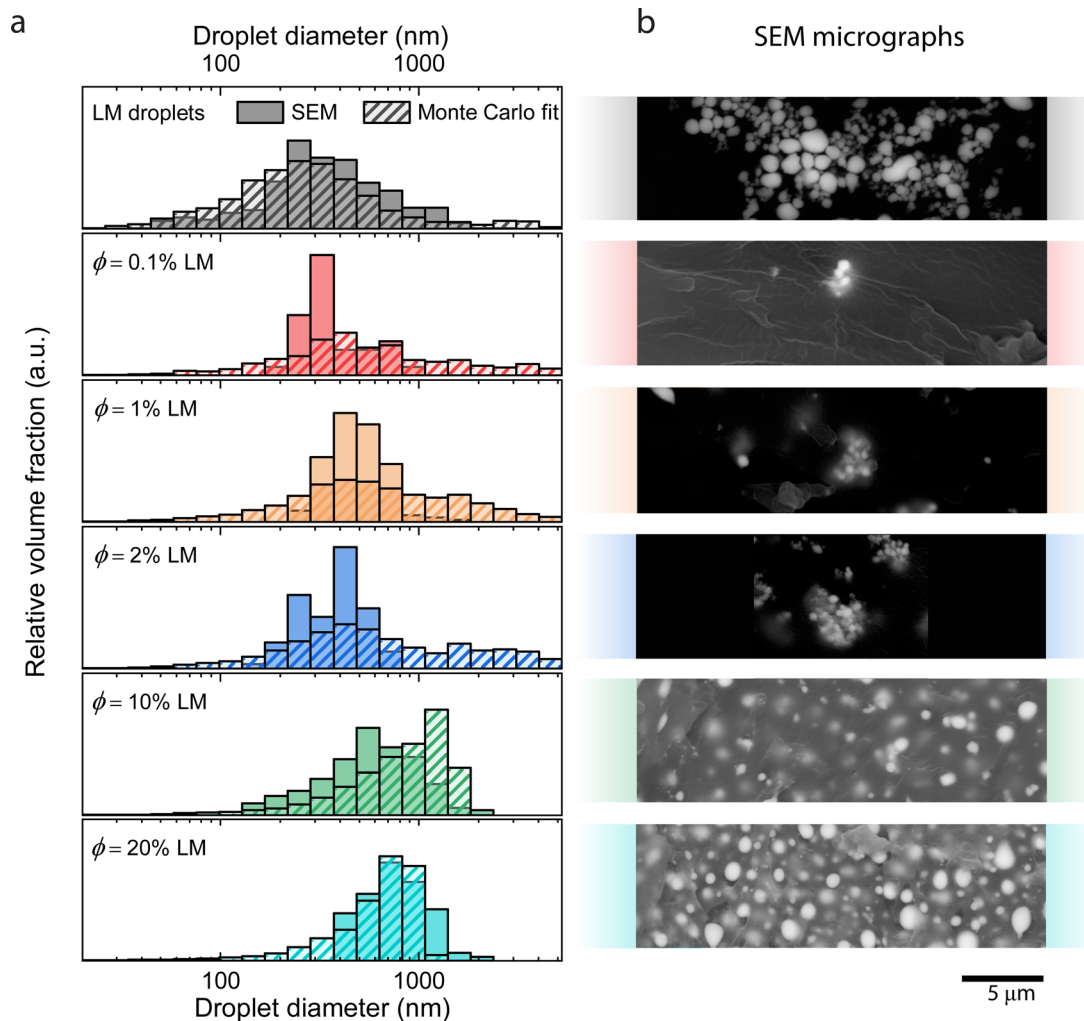 a
Droplet diameter (nm)
100
1000
LM droplets
SEM
Monte Carlo fit
ϕ = 0.1% LM
ϕ = 1% LM
ϕ = 2% LM
ϕ = 10% LM
ϕ = 20% LM
Relative volume fraction (a.u.)
100
1000
Droplet diameter (nm)
b
SEM micrographs
5 μm